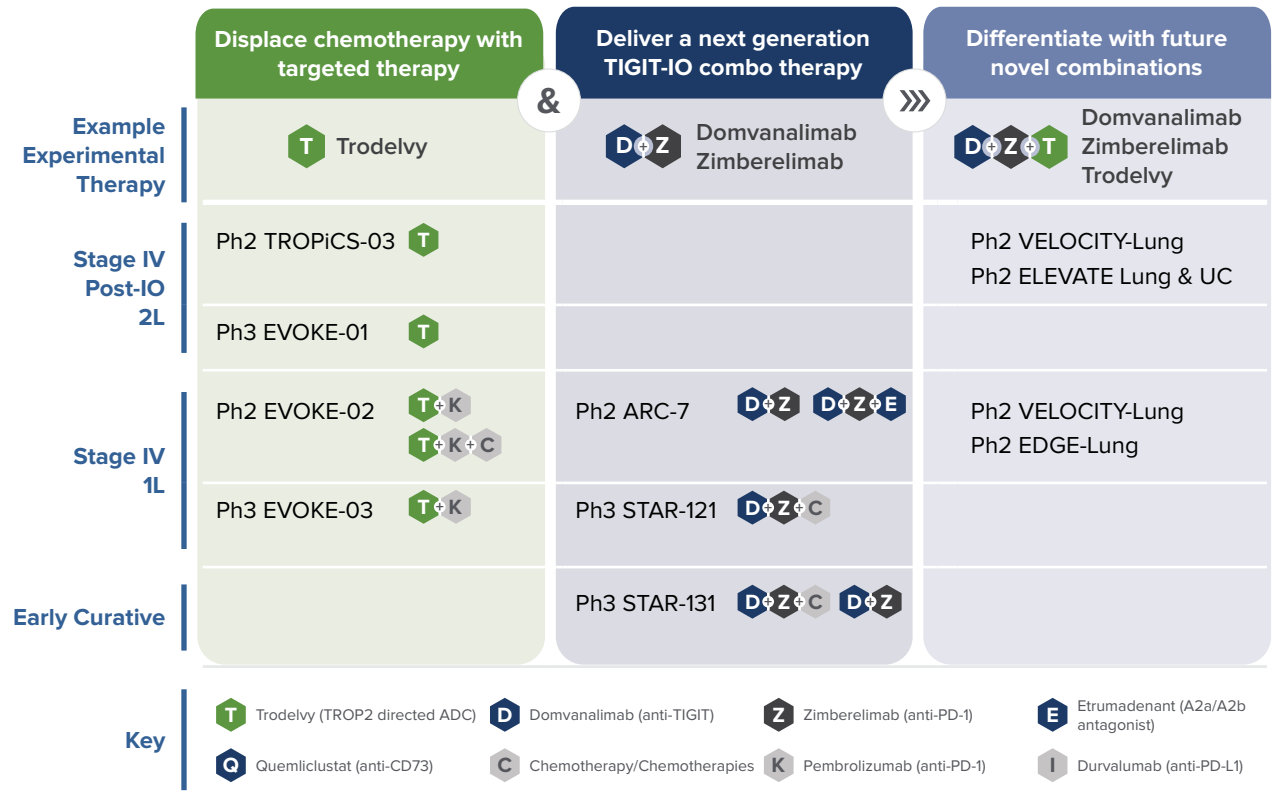 Displace chemotherapy with
targeted therapy
&
Deliver a next generation
TIGIT-IO combo therapy
Differentiate with future
novel combinations
Example
Experimental
Therapy
T Trodelvy
D+Z Domvanalimab
Zimberelimab
D+Z+T Domvanalimab
Zimberelimab
Trodelvy
Stage IV
Post-IO
2L
Ph2 TROPiCS-03 T
Ph2 VELOCITY-Lung
Ph2 ELEVATE Lung & UC
Ph3 EVOKE-01 T
Stage IV
1L
Ph2 EVOKE-02 T+K
T+K+C
Ph2 ARC-7 D+Z D+Z+E
Ph2 VELOCITY-Lung
Ph2 EDGE-Lung
Ph3 EVOKE-03 T+K
Ph3 STAR-121 D+Z+C
Early Curative
Ph3 STAR-131 D+Z+C D+Z
Key
T Trodelvy (TROP2 directed ADC)
D Domvanalimab (anti-TIGIT)
Z Zimberelimab (anti-PD-1)
E Etrumadenant (A2a/A2b
antagonist)
Q Quemliclustat (anti-CD73)
C Chemotherapy/Chemotherapies
K Pembrolizumab (anti-PD-1)
I Durvalumab (anti-PD-L1)